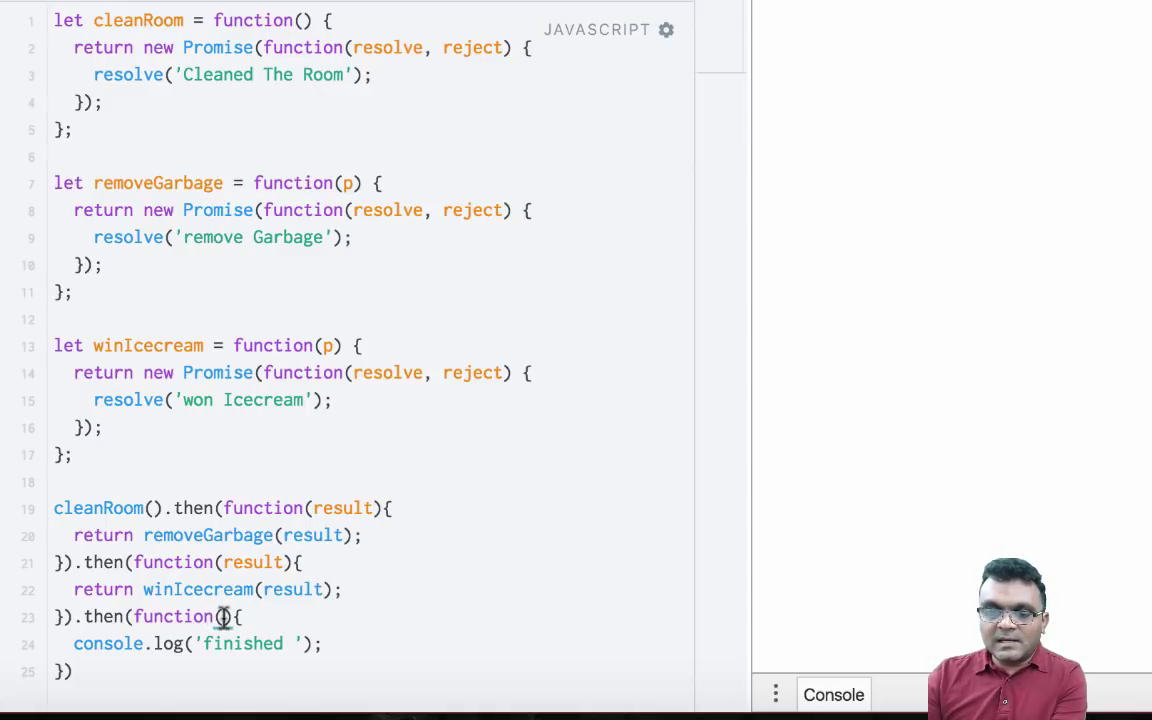 JAVASCRIPT
1 let cleanRoom = function() {
2 return new Promise(function(resolve, reject) {
3 resolve('Cleaned The Room');
4 });
5 };
6
7 let removeGarbage = function(p) {
8 return new Promise(function(resolve, reject) {
9 resolve('remove Garbage');
10 });
11 };
12
13 let winIcecream = function(p) {
14 return new Promise(function(resolve, reject) {
15 resolve('won Icecream');
16 });
17 };
18
19 cleanRoom().then(function(result){
20 return removeGarbage(result);
21 }).then(function(result){
22 return winIcecream(result);
23 }).then(function(){
24 console.log('finished ');
25 })
Console